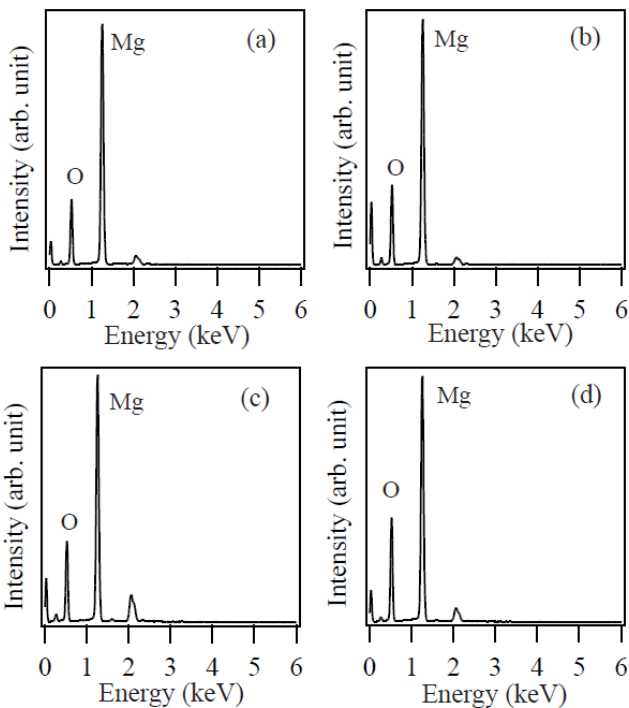 (a)
Mg
O
Intensity (arb. unit)
0 1 2 3 4 5 6
Energy (keV)
(b)
Mg
O
Intensity (arb. unit)
0 1 2 3 4 5 6
Energy (keV)
(c)
Mg
O
Intensity (arb. unit)
0 1 2 3 4 5 6
Energy (keV)
(d)
Mg
O
Intensity (arb. unit)
0 1 2 3 4 5 6
Energy (keV)